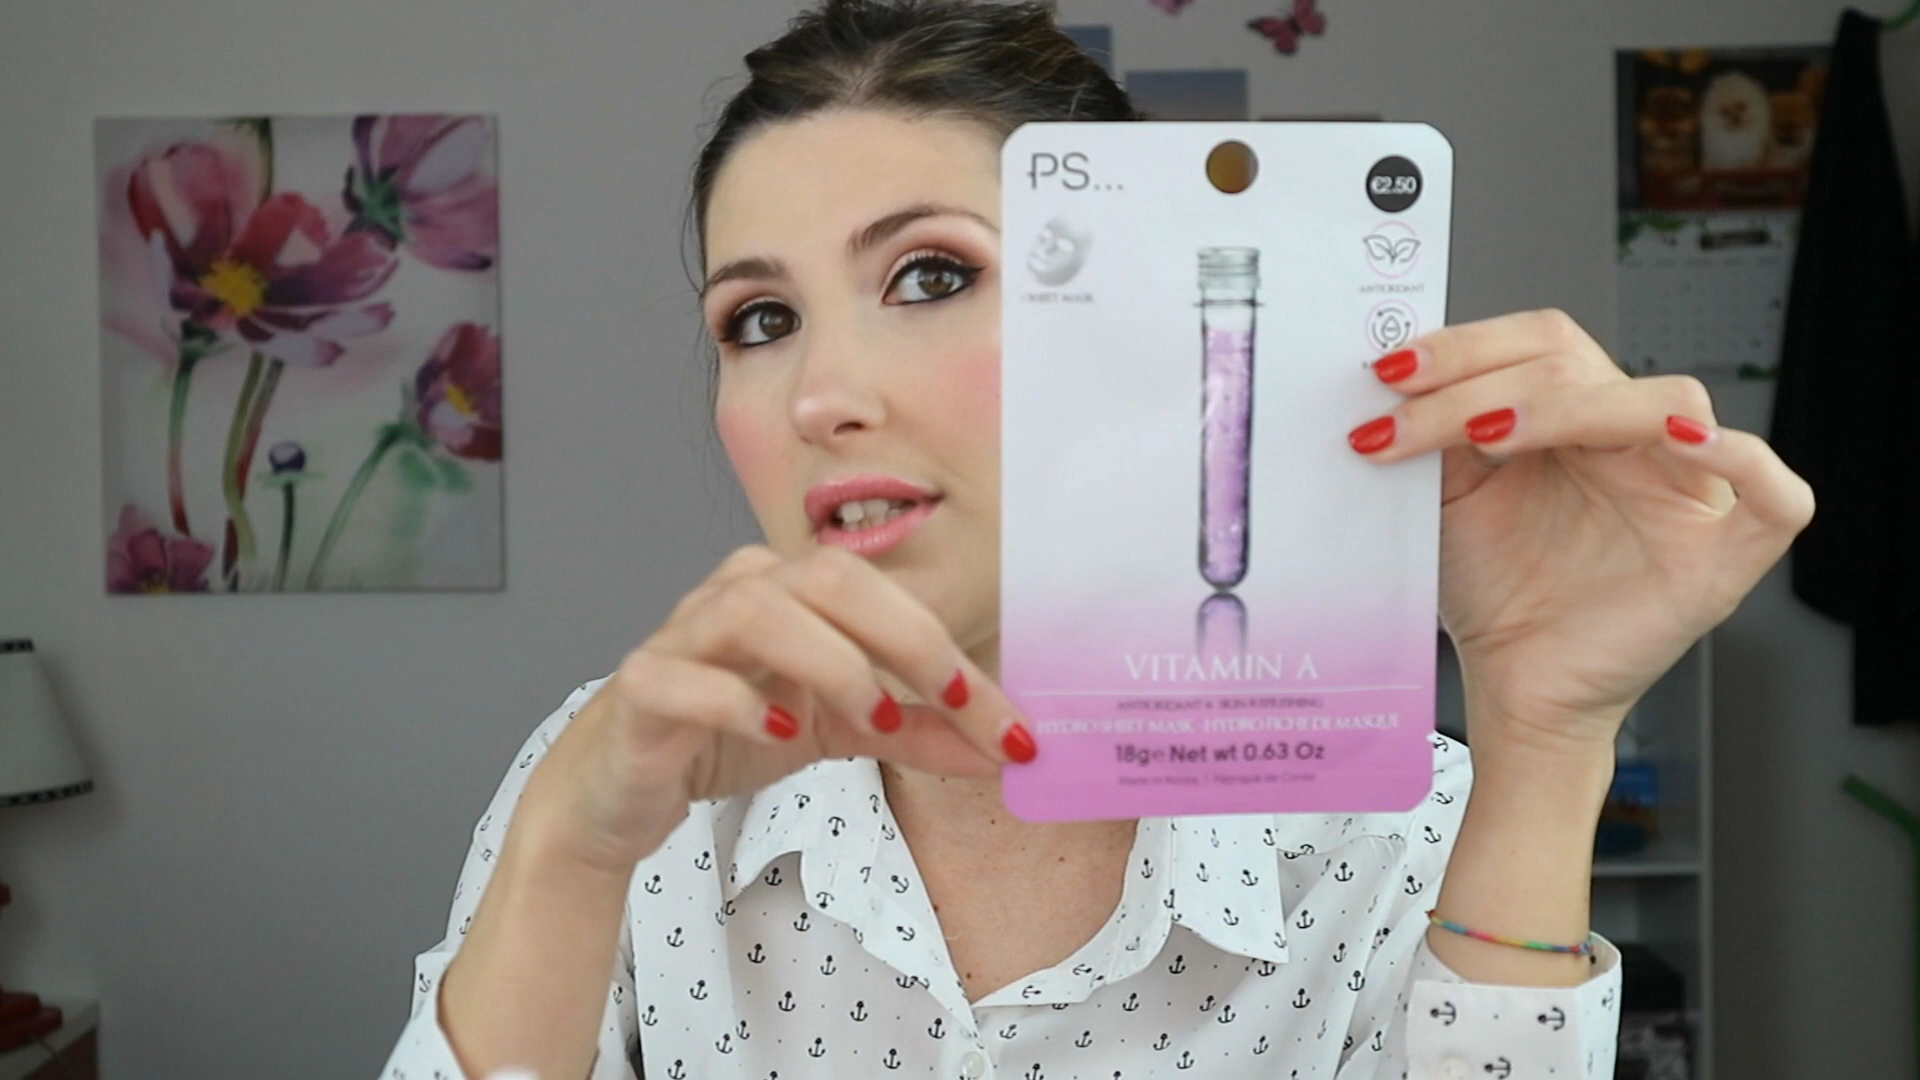 PS...
€2.50
SHEET MASK
ANTIOXIDANT
VITAMIN A
ANTIOXIDANT & SKIN REFRESHING
HYDRO SHEET MASK · HYDRO FICHE DE MASQUE
18g e Net wt 0.63 Oz
Made in Korea | Fabriqué de Corée